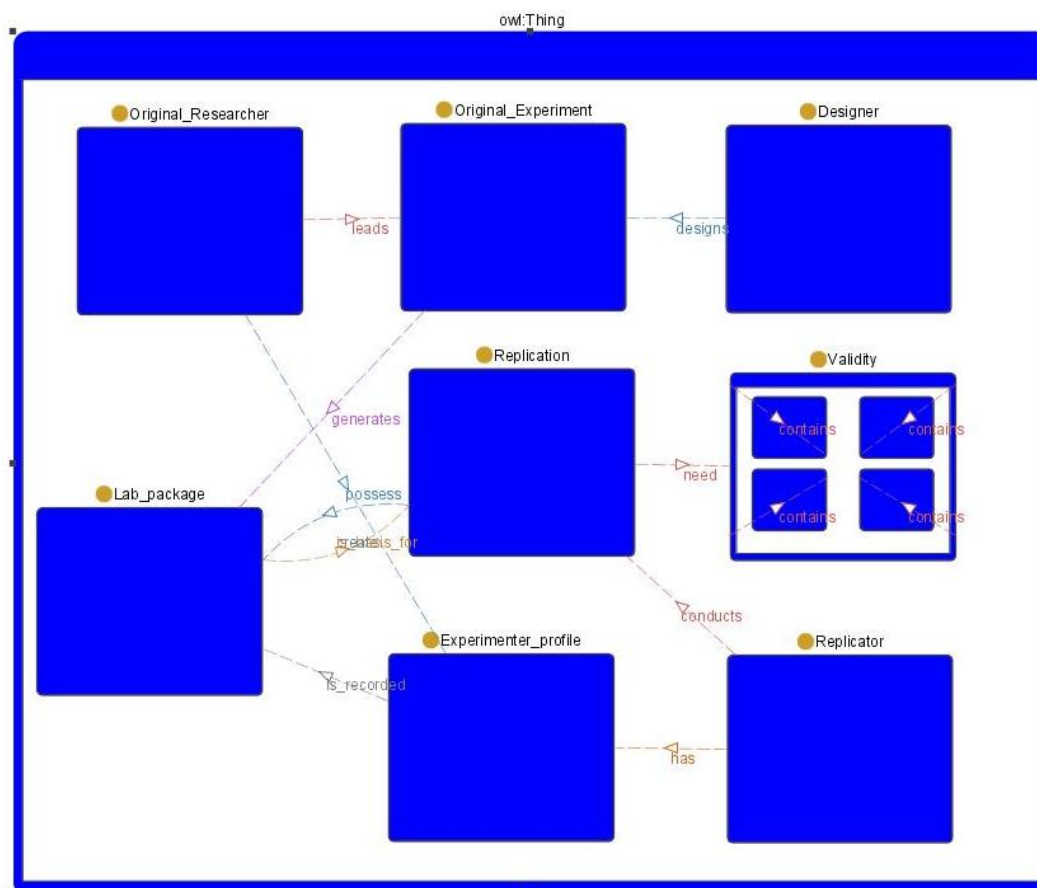 owl:Thing
Original_Researcher
Original_Experiment
Designer
leads
designs
Replication
Validity
generates
contains
contains
need
possess
Lab_package
contains
contains
is_basis_for
conducts
Experimenter_profile
Replicator
is_recorded
has